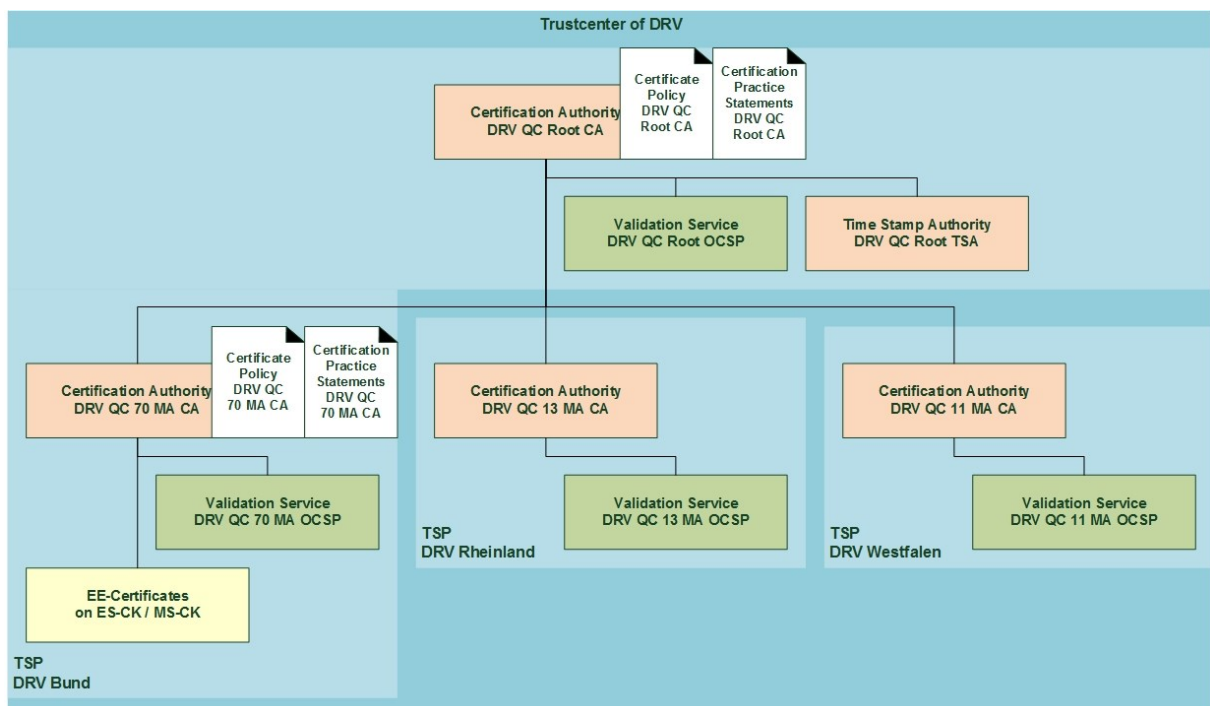 Trustcenter of DRV
Certification Authority
DRV QC Root CA
Certificate
Policy
DRV QC
Root CA
Certification
Practice
Statements
DRV QC
Root CA
Validation Service
DRV QC Root OCSP
Time Stamp Authority
DRV QC Root TSA
Certification Authority
DRV QC 70 MA CA
Certificate
Policy
DRV QC
70 MA CA
Certification
Practice
Statements
DRV QC
70 MA CA
Certification Authority
DRV QC 13 MA CA
Certification Authority
DRV QC 11 MA CA
Validation Service
DRV QC 70 MA OCSP
Validation Service
DRV QC 13 MA OCSP
Validation Service
DRV QC 11 MA OCSP
TSP
DRV Rheinland
TSP
DRV Westfalen
EE-Certificates
on ES-CK / MS-CK
TSP
DRV Bund